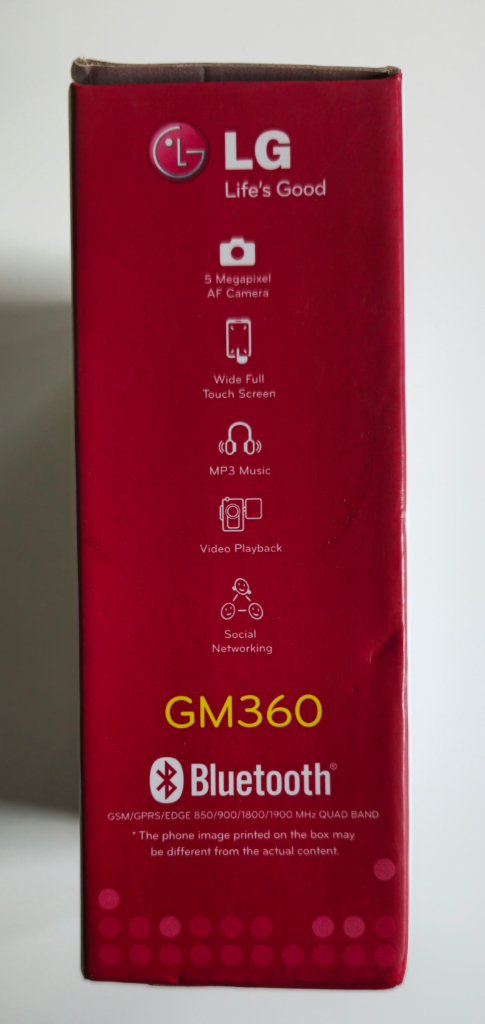 LG
Life's Good
5 Megapixel
AF Camera
Wide Full
Touch Screen
MP3 Music
Video Playback
Social
Networking
GM360
Bluetooth®
GSM/GPRS/EDGE 850/900/1800/1900 MHz QUAD BAND
* The phone image printed on the box may
be different from the actual content.